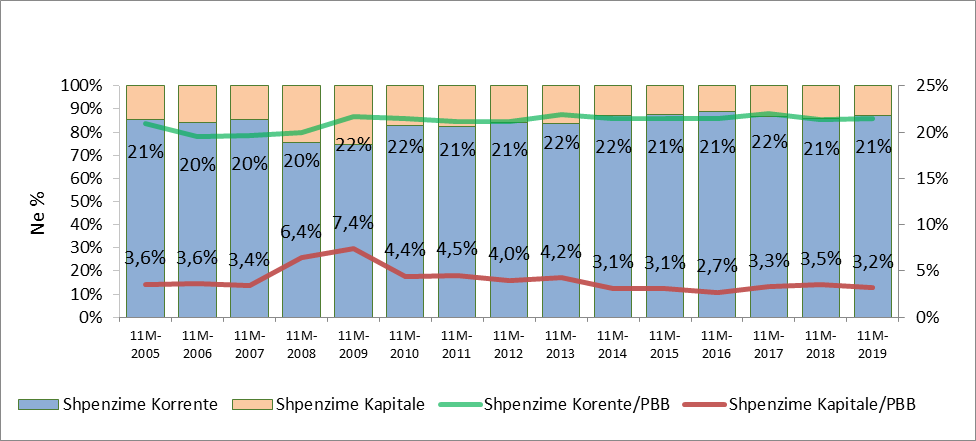 100%
90%
80%
70%
60%
50%
40%
30%
20%
10%
0%
Ne %
25%
20%
15%
10%
5%
0%
21% 20% 20% 20% 22% 22% 21% 21% 22% 22% 21% 21% 22% 21% 21%
3,6% 3,6% 3,4% 6,4% 7,4% 4,4% 4,5% 4,0% 4,2% 3,1% 3,1% 2,7% 3,3% 3,5% 3,2%
11M- 11M- 11M- 11M- 11M- 11M- 11M- 11M- 11M- 11M- 11M- 11M- 11M- 11M- 11M-
2005 2006 2007 2008 2009 2010 2011 2012 2013 2014 2015 2016 2017 2018 2019
Shpenzime Korrente Shpenzime Kapitale Shpenzime Korente/PBB Shpenzime Kapitale/PBB